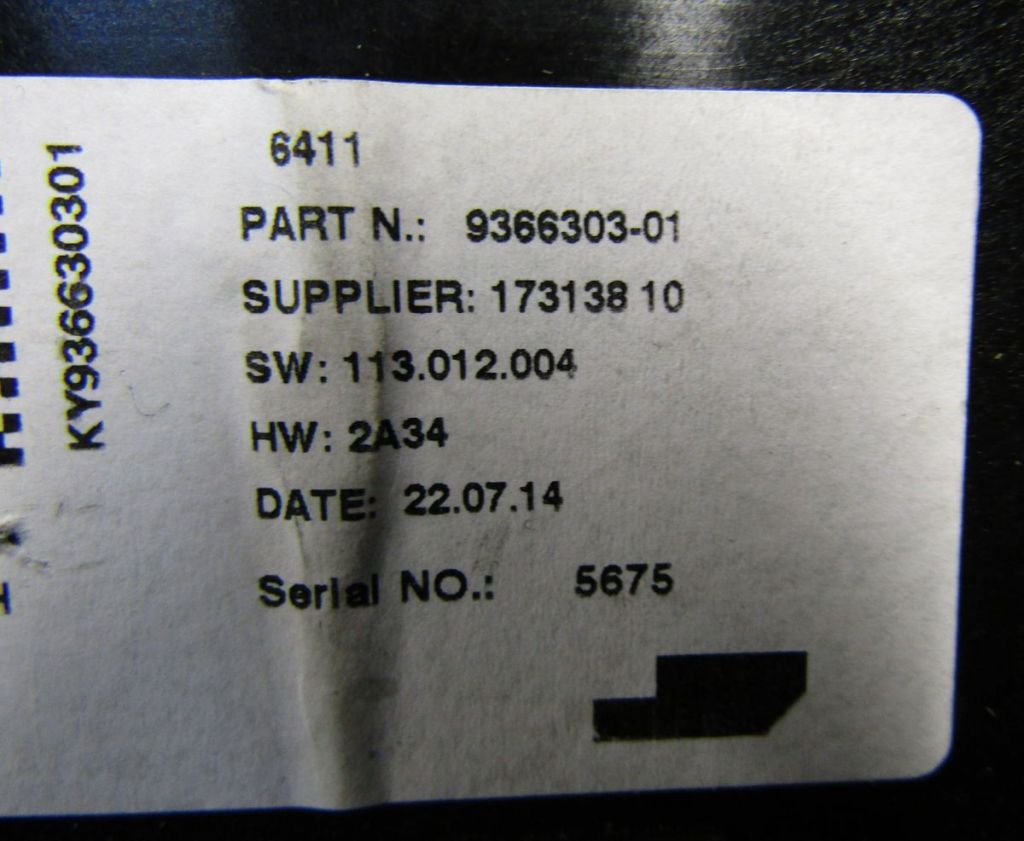 6411
PART N.: 9366303-01
SUPPLIER: 173138 10
SW: 113.012.004
HW: 2A34
DATE: 22.07.14
Serial NO.: 5675
KY936630301